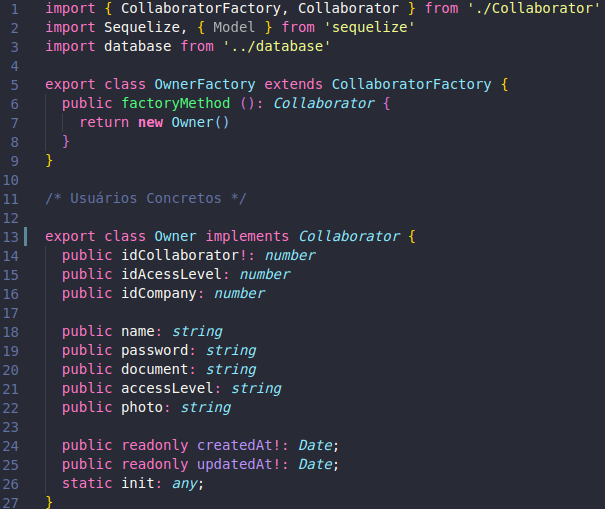 1 import { CollaboratorFactory, Collaborator } from './Collaborator'
2 import Sequelize, { Model } from 'sequelize'
3 import database from '../database'
4
5 export class OwnerFactory extends CollaboratorFactory {
6 public factoryMethod (): Collaborator {
7 return new Owner()
8 }
9 }
10
11 /* Usuários Concretos */
12
13 export class Owner implements Collaborator {
14 public idCollaborator!: number
15 public idAcessLevel: number
16 public idCompany: number
17
18 public name: string
19 public password: string
20 public document: string
21 public accessLevel: string
22 public photo: string
23
24 public readonly createdAt!: Date;
25 public readonly updatedAt!: Date;
26 static init: any;
27 }